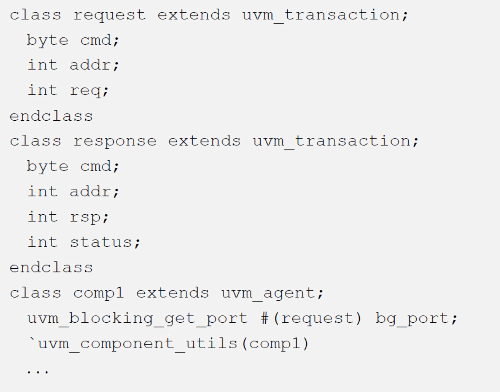 class request extends uvm_transaction;
byte cmd;
int addr;
int req;
endclass
class response extends uvm_transaction;
byte cmd;
int addr;
int rsp;
int status;
endclass
class comp1 extends uvm_agent;
uvm_blocking_get_port #(request) bg_port;
`uvm_component_utils(comp1)
...